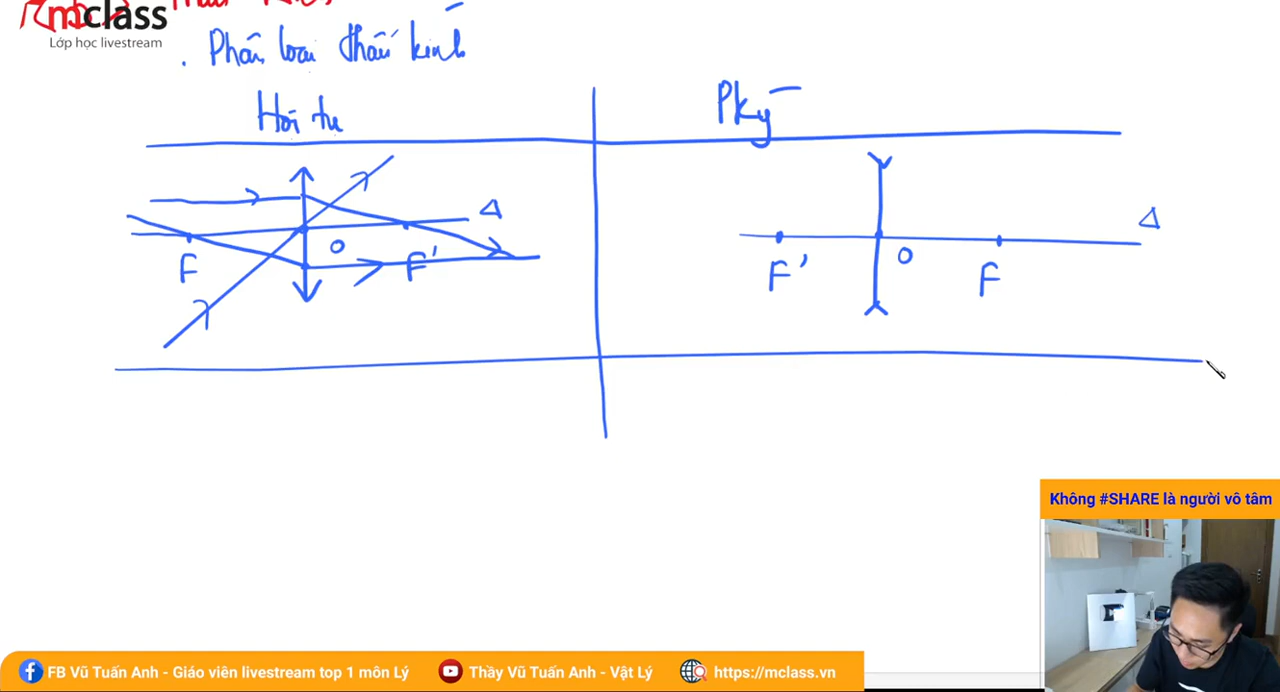 mclass
Lớp học livestream
. Phân loại thấu kính
Hội tụ
Pkỳ
Δ
O
F
F'
Δ
O
F'
F
Không #SHARE là người vô tâm
FB Vũ Tuấn Anh - Giáo viên livestream top 1 môn Lý
Thầy Vũ Tuấn Anh - Vật Lý
https://mclass.vn